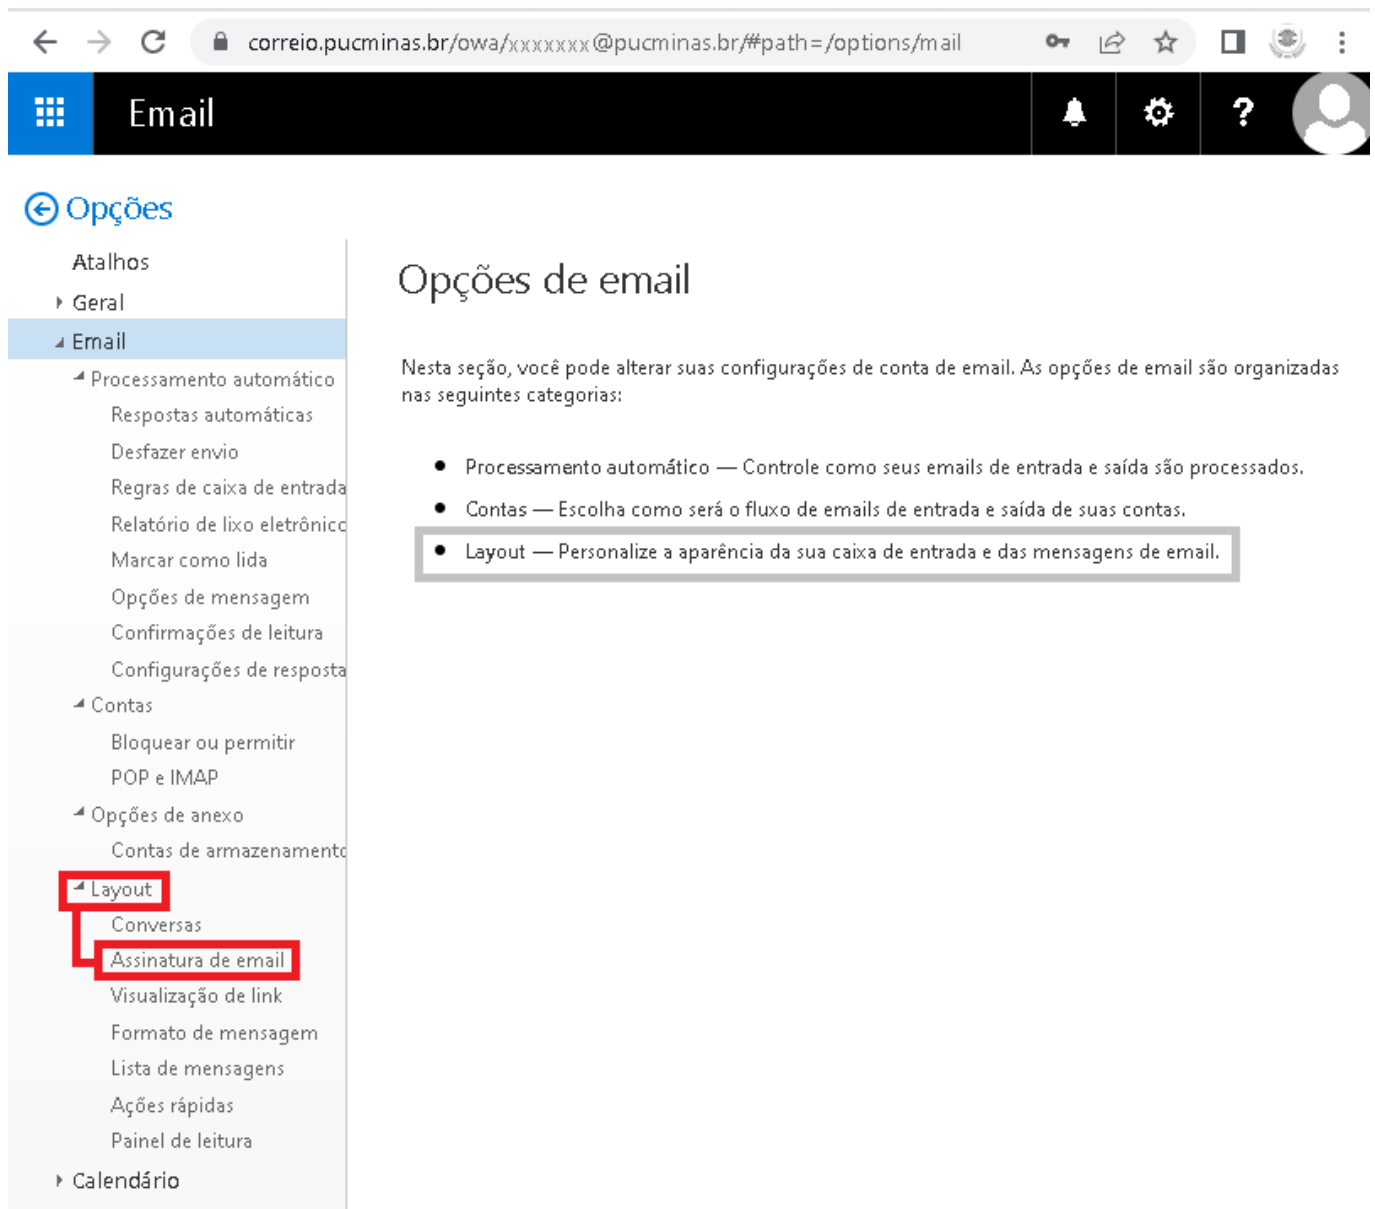 correio.pucminas.br/owa/xxxxxxx@pucminas.br/#path=/options/mail
Email
?
Opções
Atalhos
Geral
Email
Processamento automático
Respostas automáticas
Desfazer envio
Regras de caixa de entrada
Relatório de lixo eletrônico
Marcar como lida
Opções de mensagem
Confirmações de leitura
Configurações de resposta
Contas
Bloquear ou permitir
POP e IMAP
Opções de anexo
Contas de armazenamento
Layout
Conversas
Assinatura de email
Visualização de link
Formato de mensagem
Lista de mensagens
Ações rápidas
Painel de leitura
Calendário
Opções de email
Nesta seção, você pode alterar suas configurações de conta de email. As opções de email são organizadas
nas seguintes categorias:
• Processamento automático — Controle como seus emails de entrada e saída são processados.
• Contas — Escolha como será o fluxo de emails de entrada e saída de suas contas.
• Layout — Personalize a aparência da sua caixa de entrada e das mensagens de email.